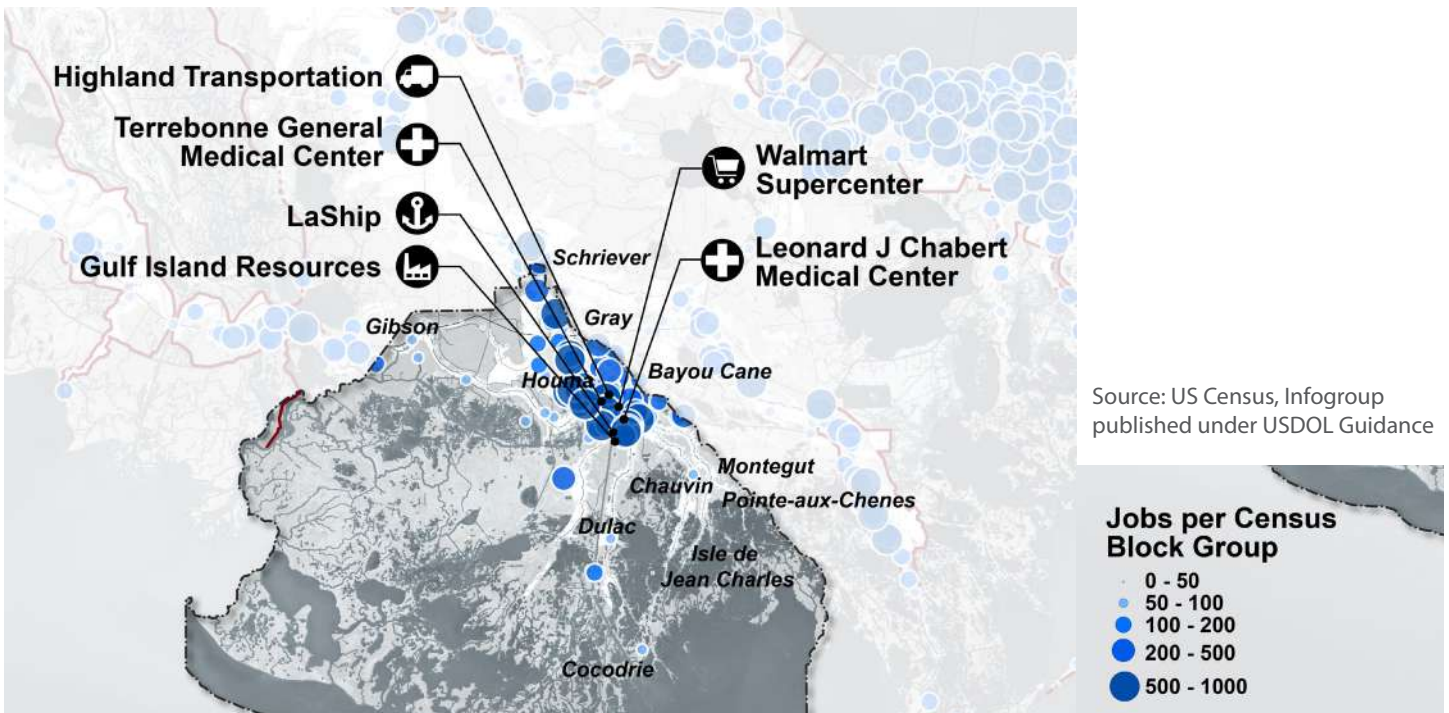 Highland Transportation
Terrebonne General
Medical Center
LaShip
Gulf Island Resources
Walmart
Supercenter
Leonard J Chabert
Medical Center
Schriever
Gray
Gibson
Bayou Cane
Houma
Montegut
Chauvin
Pointe-aux-Chenes
Dulac
Isle de
Jean Charles
Cocodrie
Source: US Census, Infogroup
published under USDOL Guidance
Jobs per Census
Block Group
0 - 50
50 - 100
100 - 200
200 - 500
500 - 1000